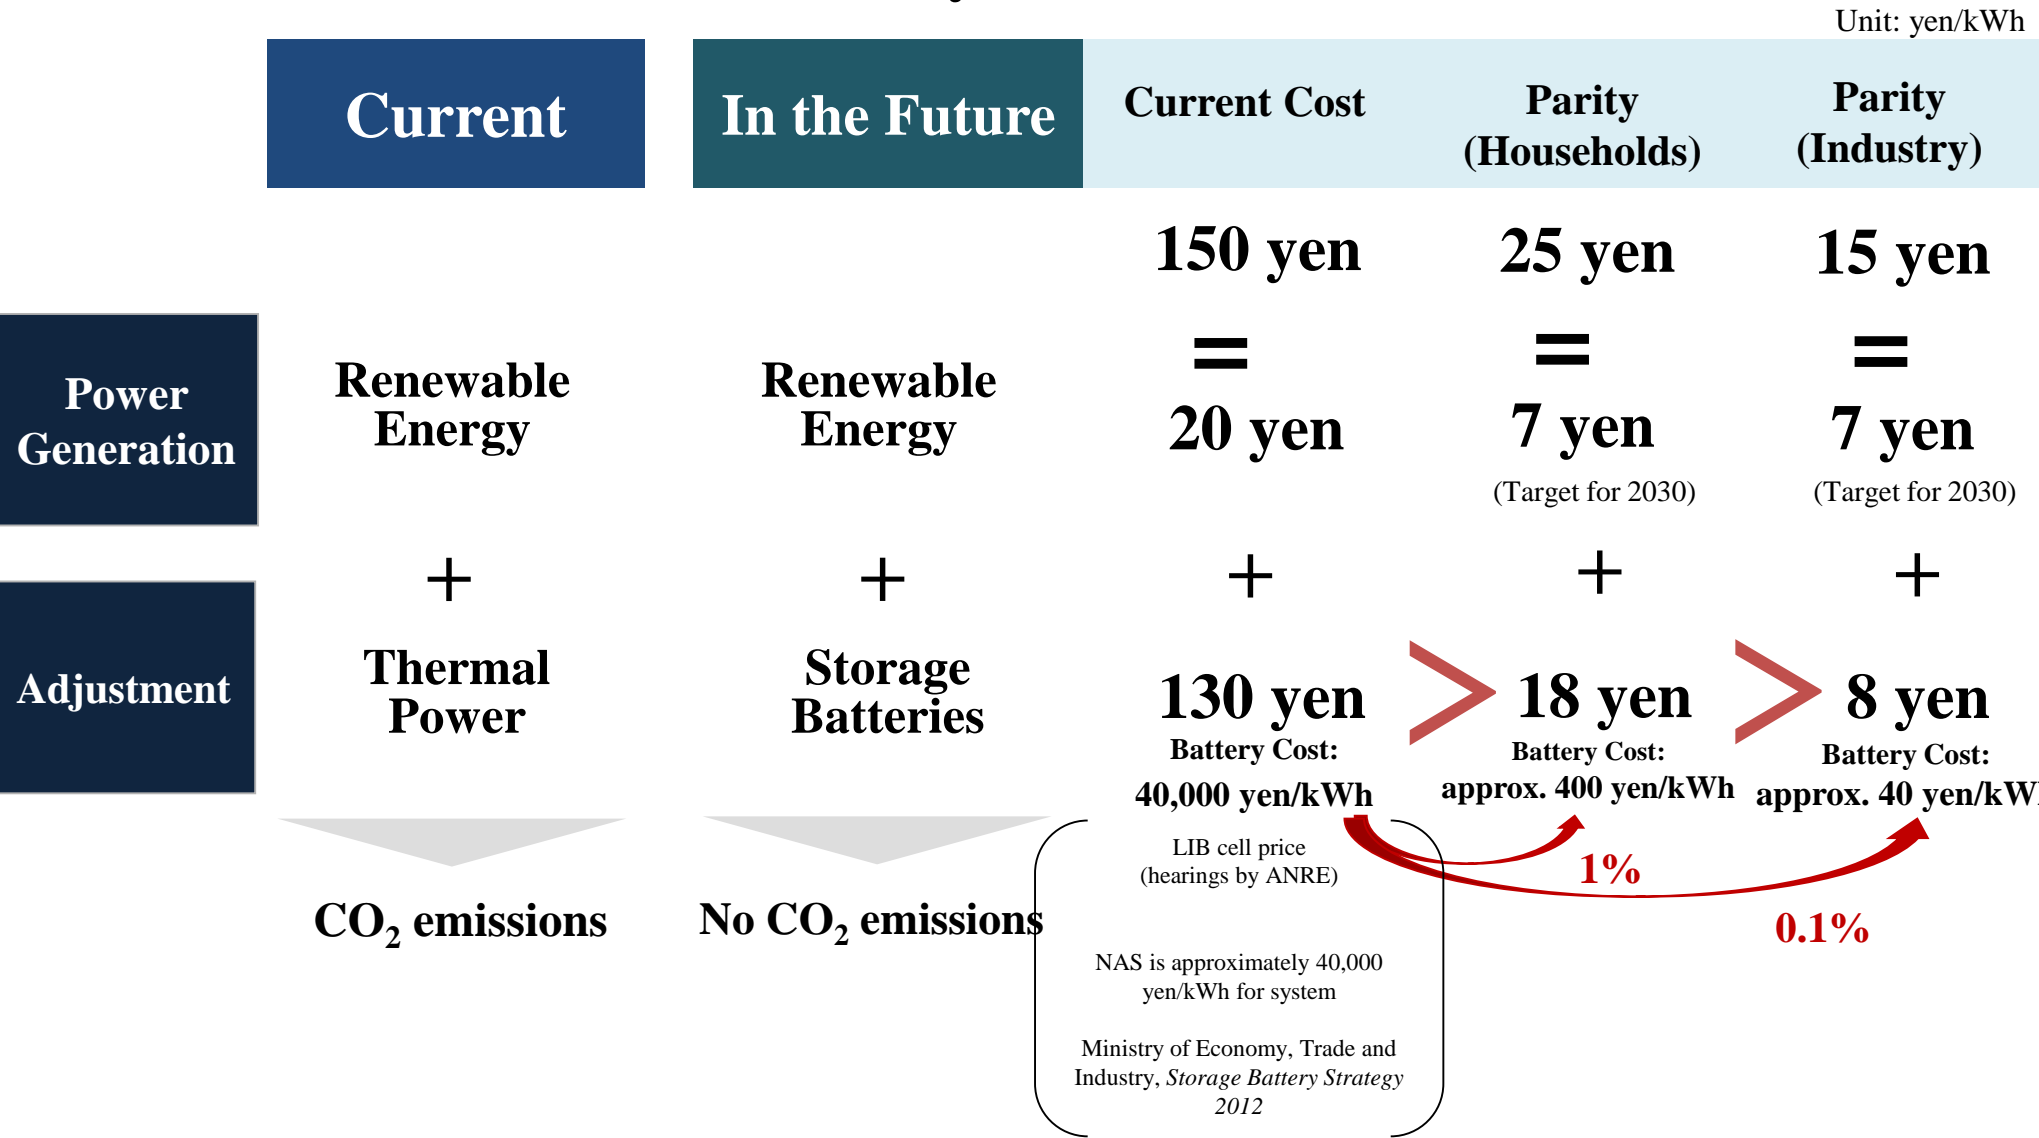 Unit: yen/kWh
Current
In the Future
Current Cost
Parity
(Households)
Parity
(Industry)
150 yen
25 yen
15 yen
=
=
=
Power
Generation
Renewable
Energy
Renewable
Energy
20 yen
7 yen
(Target for 2030)
7 yen
(Target for 2030)
+
+
+
+
+
Adjustment
Thermal
Power
Storage
Batteries
130 yen
Battery Cost:
40,000 yen/kWh
>
18 yen
Battery Cost:
approx. 400 yen/kWh
>
8 yen
Battery Cost:
approx. 40 yen/kWh
LIB cell price
(hearings by ANRE)
1%
0.1%
CO₂ emissions
No CO₂ emissions
NAS is approximately 40,000
yen/kWh for system
Ministry of Economy, Trade and
Industry, Storage Battery Strategy
2012